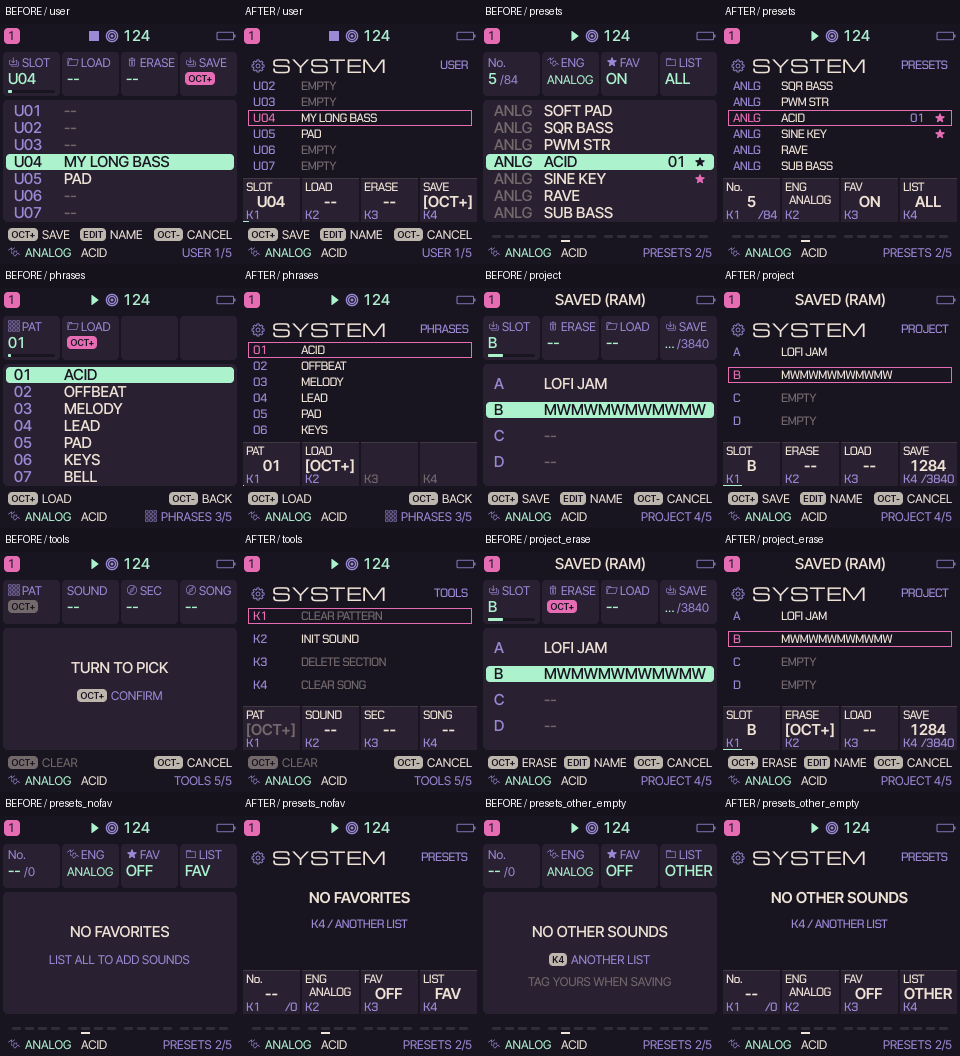 BEFORE / user
1 124
SLOT LOAD ERASE SAVE
U04 -- -- OCT+
U01 --
U02 --
U03 --
U04 MY LONG BASS
U05 PAD
U06 --
U07 --
OCT+ SAVE EDIT NAME OCT- CANCEL
ANALOG ACID USER 1/5
AFTER / user
1 124
SYSTEM USER
U02 EMPTY
U03 EMPTY
U04 MY LONG BASS
U05 PAD
U06 EMPTY
U07 EMPTY
SLOT LOAD ERASE SAVE
U04 -- -- [OCT+]
K1 K2 K3 K4
OCT+ SAVE EDIT NAME OCT- CANCEL
ANALOG ACID USER 1/5
BEFORE / presets
1 124
No. ENG FAV LIST
5 /84 ANALOG ON ALL
ANLG SOFT PAD
ANLG SQR BASS
ANLG PWM STR
ANLG ACID 01 ★
ANLG SINE KEY ★
ANLG RAVE
ANLG SUB BASS
ANALOG ACID PRESETS 2/5
AFTER / presets
1 124
SYSTEM PRESETS
ANLG SQR BASS
ANLG PWM STR
ANLG ACID 01 ★
ANLG SINE KEY ★
ANLG RAVE
ANLG SUB BASS
No. ENG FAV LIST
5 ANALOG ON ALL
K1 /84 K2 K3 K4
ANALOG ACID PRESETS 2/5
BEFORE / phrases
1 124
PAT LOAD
01 OCT+
01 ACID
02 OFFBEAT
03 MELODY
04 LEAD
05 PAD
06 KEYS
07 BELL
OCT+ LOAD OCT- BACK
ANALOG ACID PHRASES 3/5
AFTER / phrases
1 124
SYSTEM PHRASES
01 ACID
02 OFFBEAT
03 MELODY
04 LEAD
05 PAD
06 KEYS
PAT LOAD
01 [OCT+]
K1 K2 K3 K4
OCT+ LOAD OCT- BACK
ANALOG ACID PHRASES 3/5
BEFORE / project
1 SAVED (RAM)
SLOT ERASE LOAD SAVE
B -- -- ... /3840
A LOFI JAM
B MWMWMWMWMWMW
C --
D --
OCT+ SAVE EDIT NAME OCT- CANCEL
ANALOG ACID PROJECT 4/5
AFTER / project
1 SAVED (RAM)
SYSTEM PROJECT
A LOFI JAM
B MWMWMWMWMWMW
C EMPTY
D EMPTY
SLOT ERASE LOAD SAVE
B -- -- 1284
K1 K2 K3 K4 /3840
OCT+ SAVE EDIT NAME OCT- CANCEL
ANALOG ACID PROJECT 4/5
BEFORE / tools
1 124
PAT SOUND SEC SONG
OCT+ -- -- --
TURN TO PICK
OCT+ CONFIRM
OCT+ CLEAR OCT- CANCEL
ANALOG ACID TOOLS 5/5
AFTER / tools
1 124
SYSTEM TOOLS
K1 CLEAR PATTERN
K2 INIT SOUND
K3 DELETE SECTION
K4 CLEAR SONG
PAT SOUND SEC SONG
[OCT+] -- -- --
K1 K2 K3 K4
OCT+ CLEAR OCT- CANCEL
ANALOG ACID TOOLS 5/5
BEFORE / project_erase
1 SAVED (RAM)
SLOT ERASE LOAD SAVE
B OCT+ -- ... /3840
A LOFI JAM
B MWMWMWMWMWMW
C --
D --
OCT+ ERASE EDIT NAME OCT- CANCEL
ANALOG ACID PROJECT 4/5
AFTER / project_erase
1 SAVED (RAM)
SYSTEM PROJECT
A LOFI JAM
B MWMWMWMWMWMW
C EMPTY
D EMPTY
SLOT ERASE LOAD SAVE
B [OCT+] -- 1284
K1 K2 K3 K4 /3840
OCT+ ERASE EDIT NAME OCT- CANCEL
ANALOG ACID PROJECT 4/5
BEFORE / presets_nofav
1 124
No. ENG FAV LIST
-- /0 ANALOG OFF FAV
NO FAVORITES
LIST ALL TO ADD SOUNDS
ANALOG ACID PRESETS 2/5
AFTER / presets_nofav
1 124
SYSTEM PRESETS
NO FAVORITES
K4 / ANOTHER LIST
No. ENG FAV LIST
-- ANALOG OFF FAV
K1 /0 K2 K3 K4
ANALOG ACID PRESETS 2/5
BEFORE / presets_other_empty
1 124
No. ENG FAV LIST
-- /0 ANALOG OFF OTHER
NO OTHER SOUNDS
K4 ANOTHER LIST
TAG YOURS WHEN SAVING
ANALOG ACID PRESETS 2/5
AFTER / presets_other_empty
1 124
SYSTEM PRESETS
NO OTHER SOUNDS
K4 / ANOTHER LIST
No. ENG FAV LIST
-- ANALOG OFF OTHER
K1 /0 K2 K3 K4
ANALOG ACID PRESETS 2/5